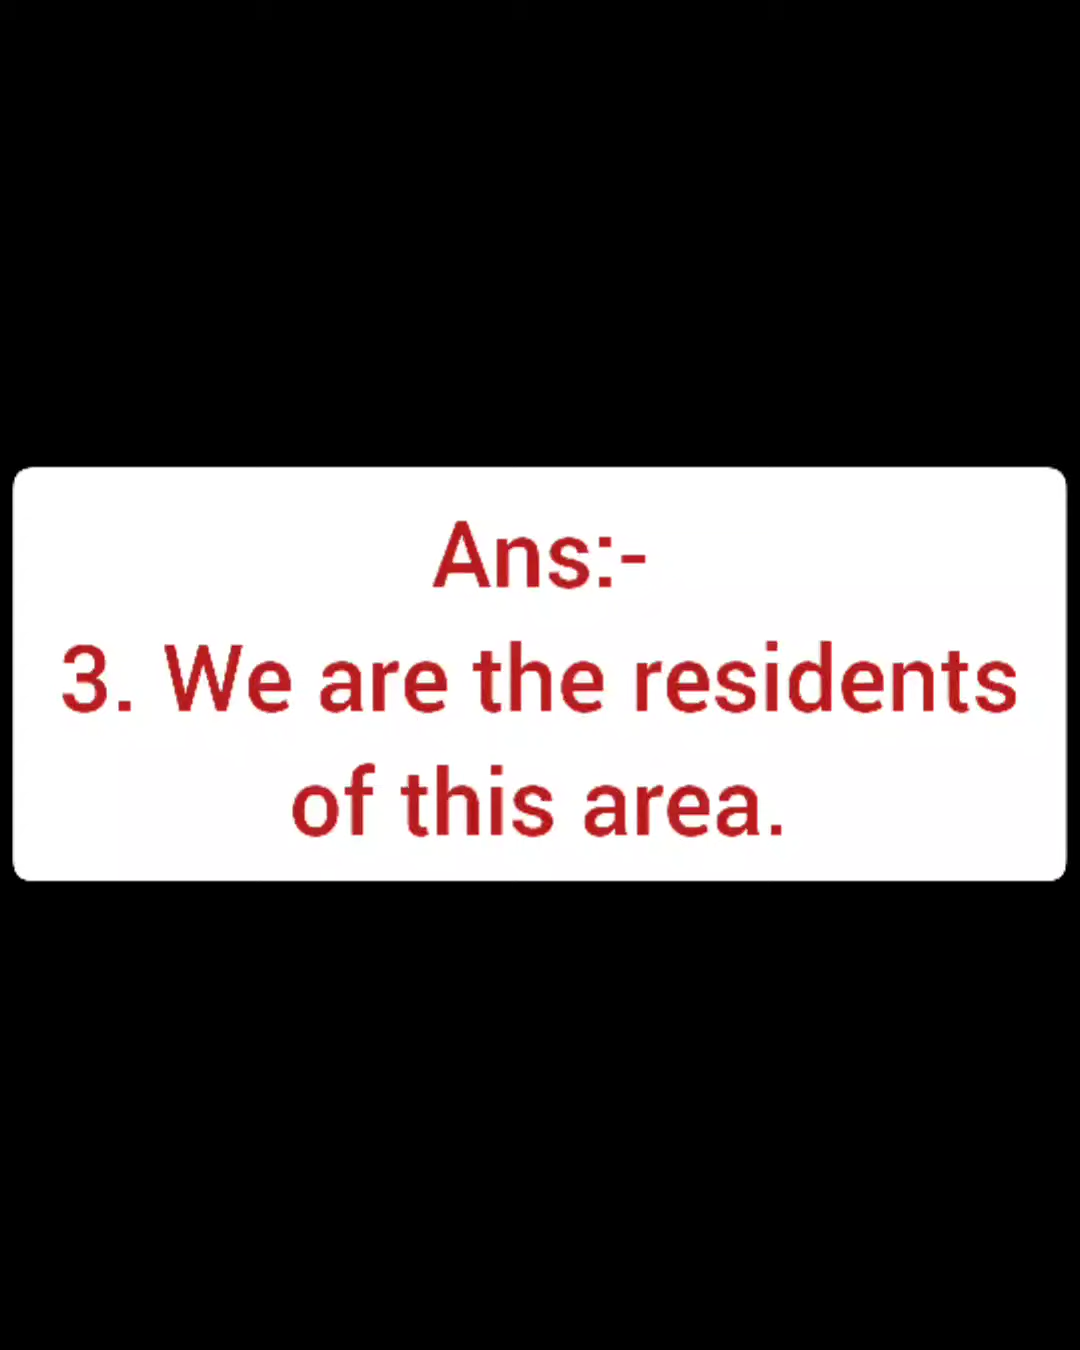 Ans:-
3. We are the residents
of this area.